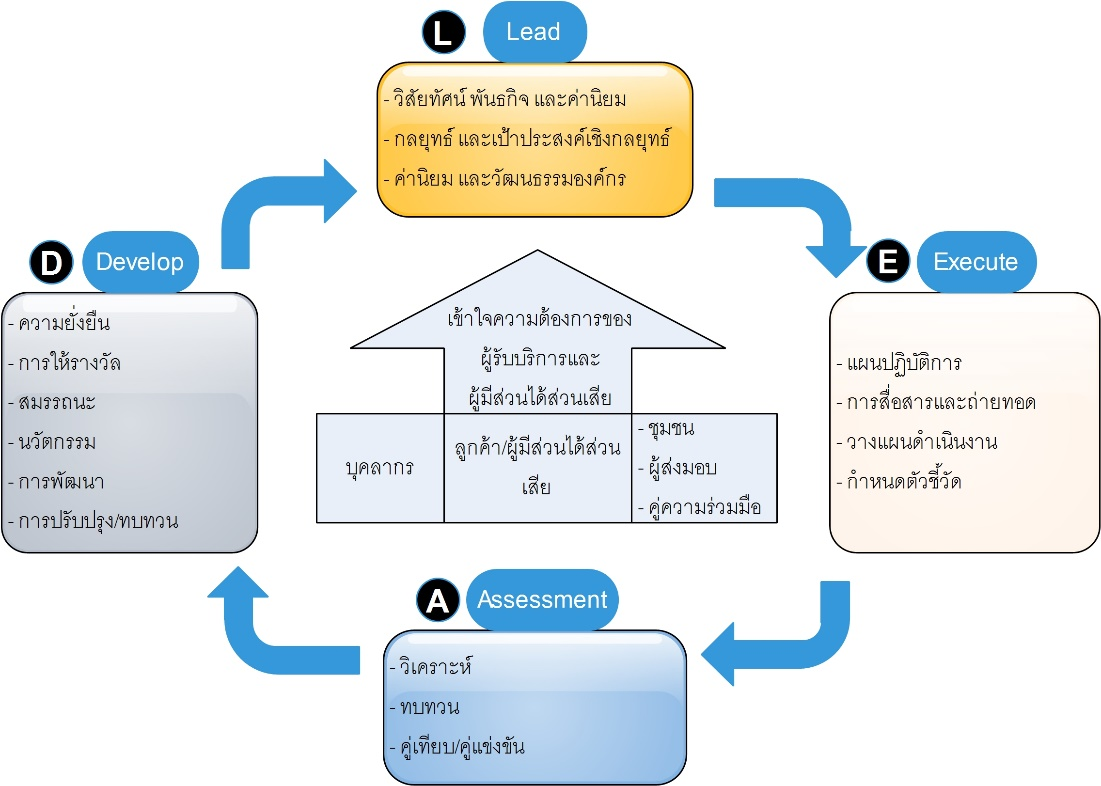 L Lead
- วิสัยทัศน์ พันธกิจ และค่านิยม
- กลยุทธ์ และเป้าประสงค์เชิงกลยุทธ์
- ค่านิยม และวัฒนธรรมองค์กร
D Develop
- ความยั่งยืน
- การให้รางวัล
- สมรรถนะ
- นวัตกรรม
- การพัฒนา
- การปรับปรุง/ทบทวน
เข้าใจความต้องการของ
ผู้รับบริการและ
ผู้มีส่วนได้ส่วนเสีย
บุคลากร
ลูกค้า/ผู้มีส่วนได้ส่วน
เสีย
- ชุมชน
- ผู้ส่งมอบ
- คู่ความร่วมมือ
E Execute
- แผนปฏิบัติการ
- การสื่อสารและถ่ายทอด
- วางแผนดำเนินงาน
- กำหนดตัวชี้วัด
A Assessment
- วิเคราะห์
- ทบทวน
- คู่เทียบ/คู่แข่งขัน